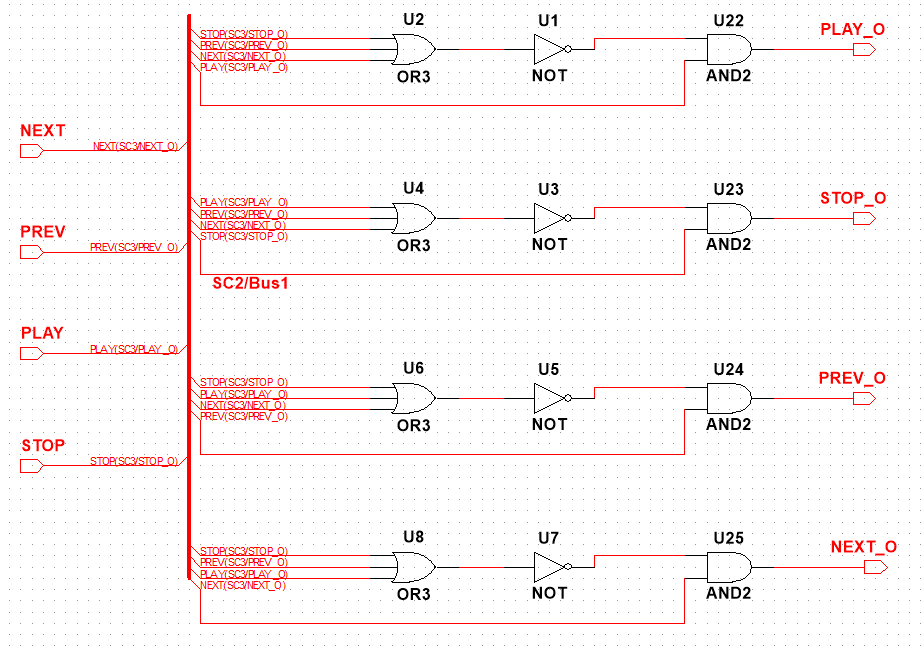 U2 U1 U22
PLAY_O
STOP(SC3/STOP_O)
PREV(SC3/PREV_O)
NEXT(SC3/NEXT_O)
PLAY(SC3/PLAY_O)
OR3 NOT AND2
NEXT
NEXT(SC3/NEXT_O)
U4 U3 U23
STOP_O
PLAY(SC3/PLAY_O)
PREV(SC3/PREV_O)
NEXT(SC3/NEXT_O)
STOP(SC3/STOP_O)
OR3 NOT AND2
PREV
PREV(SC3/PREV_O)
SC2/Bus1
PLAY
PLAY(SC3/PLAY_O)
U6 U5 U24
PREV_O
STOP(SC3/STOP_O)
PLAY(SC3/PLAY_O)
NEXT(SC3/NEXT_O)
PREV(SC3/PREV_O)
OR3 NOT AND2
STOP
STOP(SC3/STOP_O)
U8 U7 U25
NEXT_O
STOP(SC3/STOP_O)
PREV(SC3/PREV_O)
PLAY(SC3/PLAY_O)
NEXT(SC3/NEXT_O)
OR3 NOT AND2